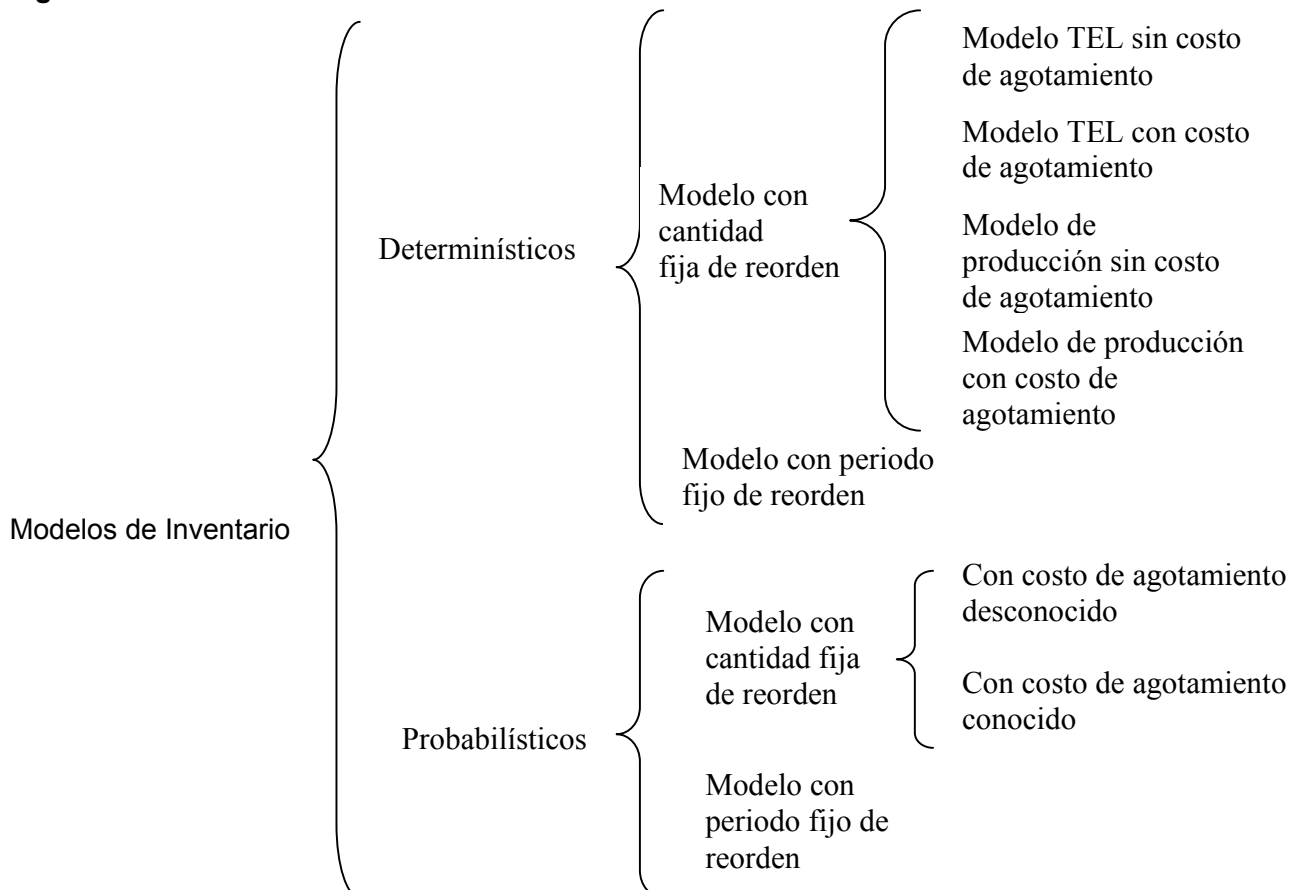 Modelos de Inventario
Determinísticos
Modelo con
cantidad
fija de reorden
Modelo TEL sin costo
de agotamiento
Modelo TEL con costo
de agotamiento
Modelo de
producción sin costo
de agotamiento
Modelo de producción
con costo de
agotamiento
Modelo con periodo
fijo de reorden
Probabilísticos
Modelo con
cantidad fija
de reorden
Con costo de agotamiento
desconocido
Con costo de agotamiento
conocido
Modelo con
periodo fijo de
reorden